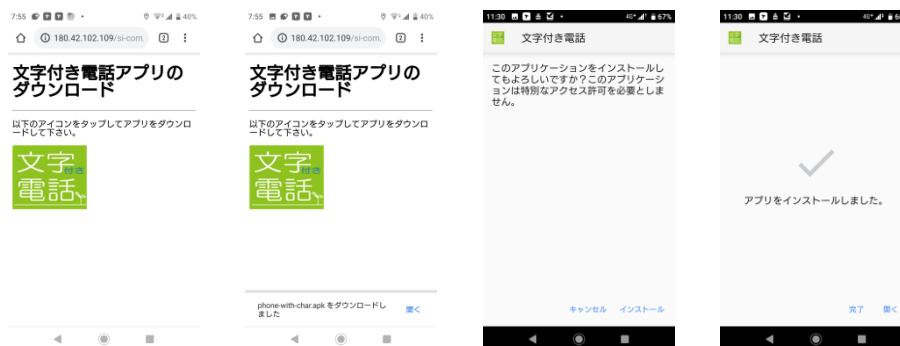 7:55
40%
180.42.102.109/si-com.
2
文字付き電話アプリの
ダウンロード
以下のアイコンをタップしてアプリをダウンロ
ードして下さい。
文字付き
電話
7:55
40%
180.42.102.109/si-com.
2
文字付き電話アプリの
ダウンロード
以下のアイコンをタップしてアプリをダウンロ
ードして下さい。
文字付き
電話
phone-with-char.apk をダウンロードし
ました
開く
11:30
4G+
67%
文字付き電話
このアプリケーションをインストールし
てもよろしいですか？このアプリケーシ
ョンは特別なアクセス許可を必要としま
せん。
キャンセル インストール
11:30
4G+
文字付き電話
アプリをインストールしました。
完了 開く